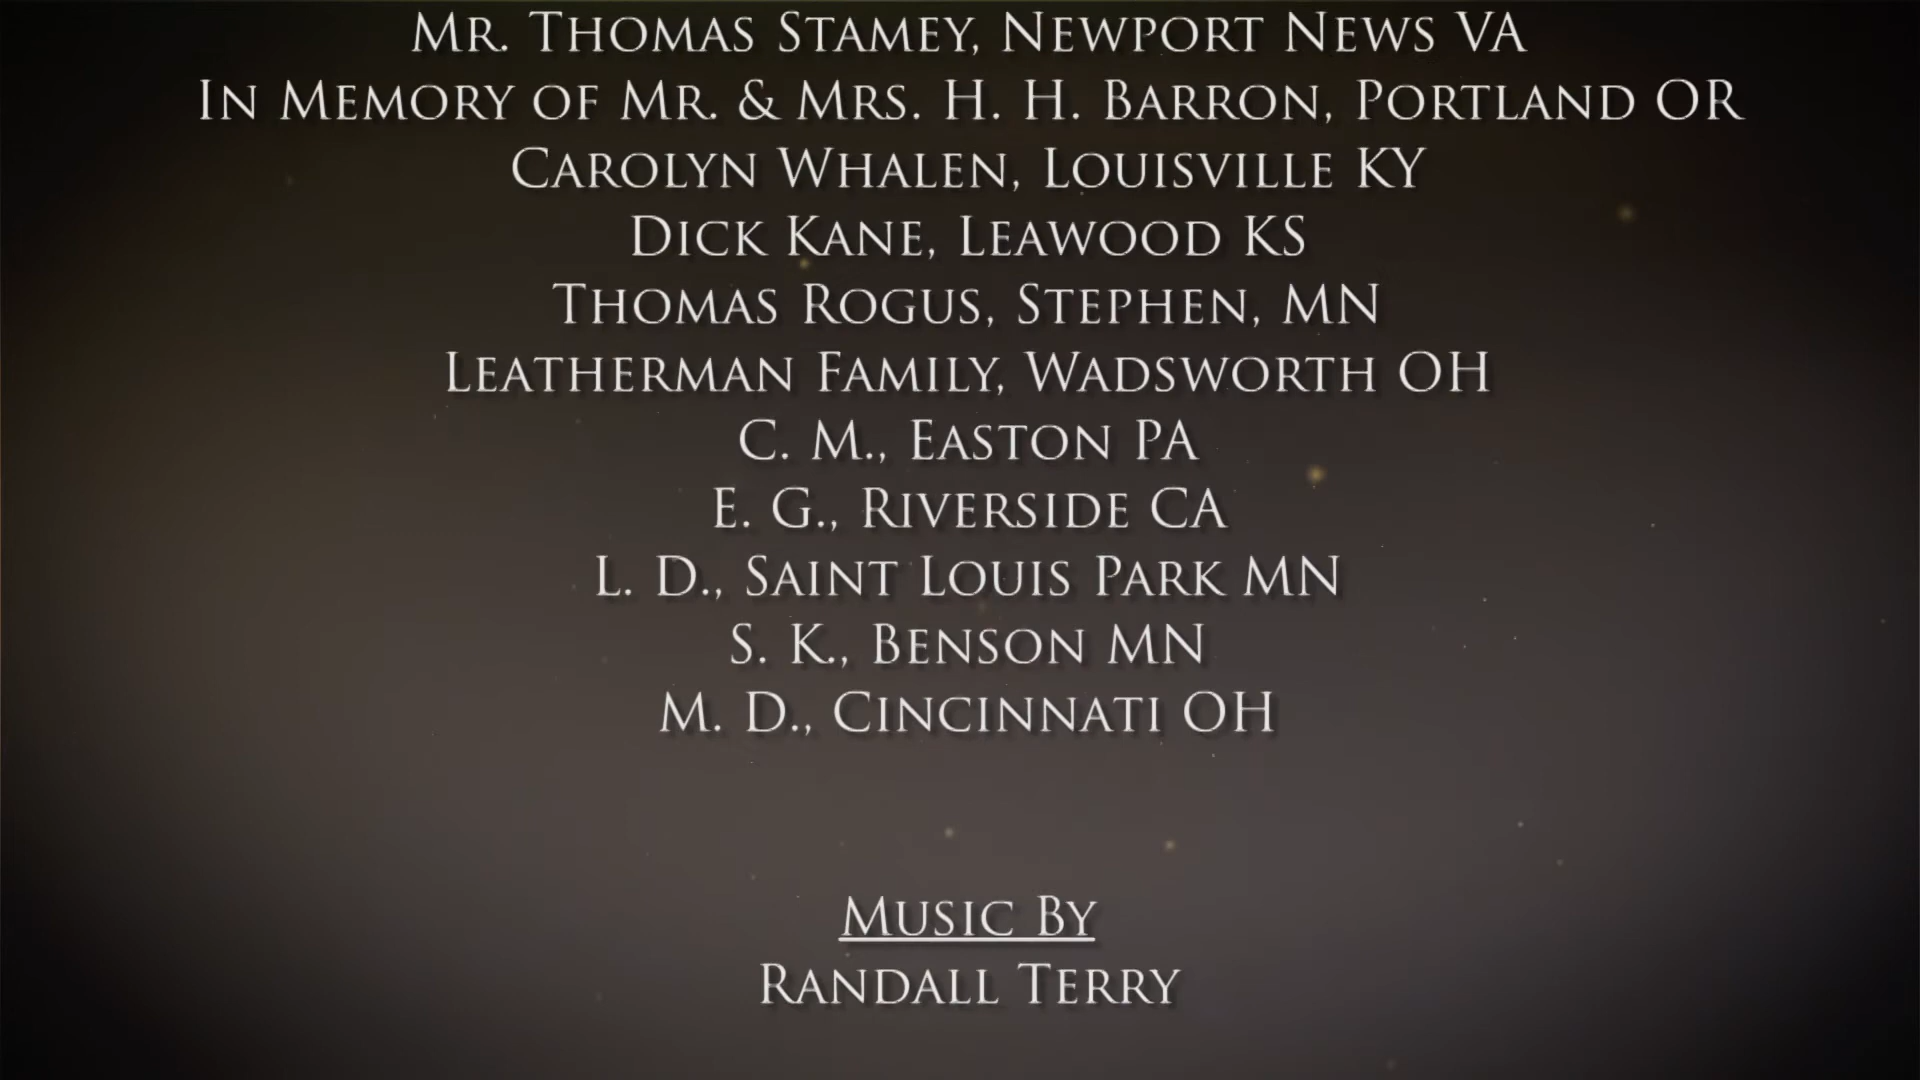 Mr. Thomas Stamey, Newport News VA
In Memory of Mr. & Mrs. H. H. Barron, Portland OR
Carolyn Whalen, Louisville KY
Dick Kane, Leawood KS
Thomas Rogus, Stephen, MN
Leatherman Family, Wadsworth OH
C. M., Easton PA
E. G., Riverside CA
L. D., Saint Louis Park MN
S. K., Benson MN
M. D., Cincinnati OH
Music By
Randall Terry